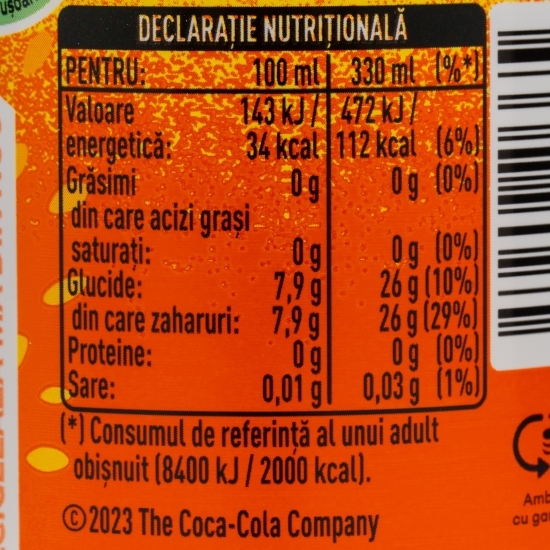 DECLARAȚIE NUTRIȚIONALĂ
PENTRU: 100 ml 330 ml (%*)
Valoare 143 kJ / 472 kJ /
energetică: 34 kcal 112 kcal (6%)
Grăsimi 0 g 0 g (0%)
din care acizi grași
saturați: 0 g 0 g (0%)
Glucide: 7,9 g 26 g (10%)
din care zaharuri: 7,9 g 26 g (29%)
Proteine: 0 g 0 g (0%)
Sare: 0,01 g 0,03 g (1%)
(*) Consumul de referință al unui adult
obișnuit (8400 kJ / 2000 kcal).
©2023 The Coca-Cola Company